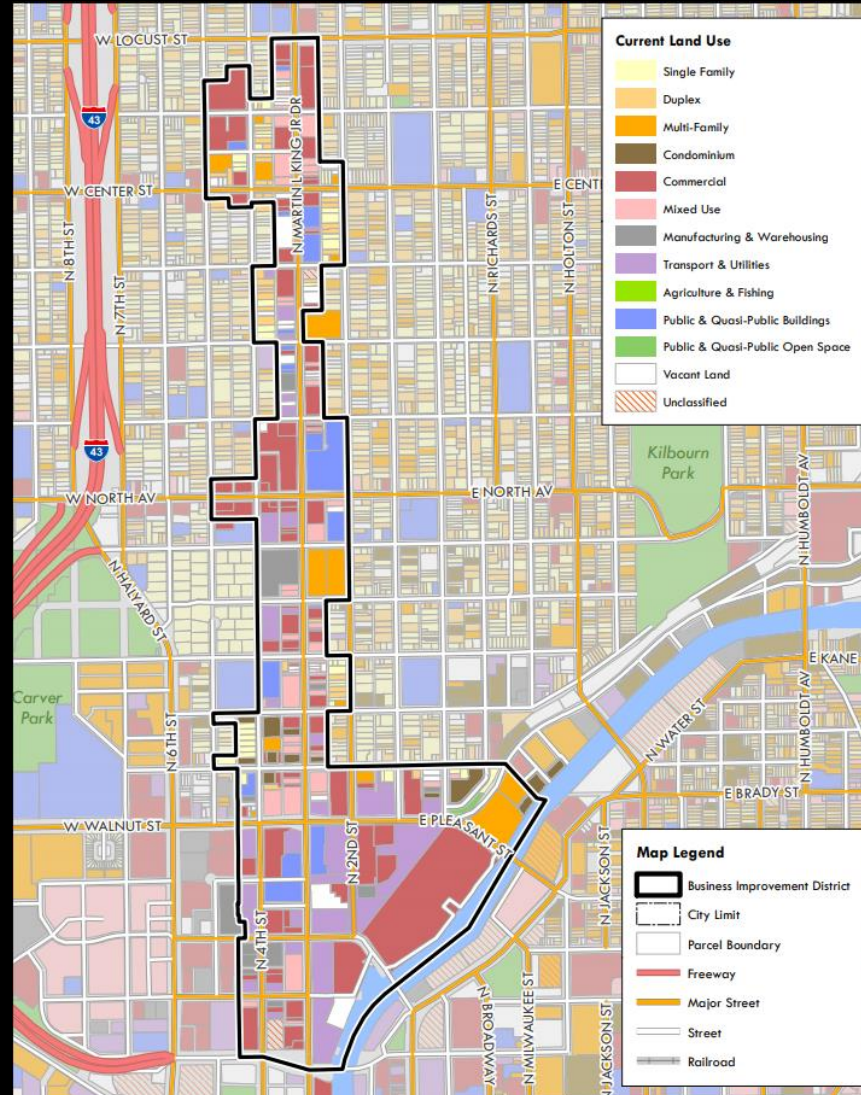 W LOCUST ST
Current Land Use
Single Family
Duplex
Multi-Family
Condominium
Commercial
Mixed Use
Manufacturing & Warehousing
Transport & Utilities
Agriculture & Fishing
Public & Quasi-Public Buildings
Public & Quasi-Public Open Space
Vacant Land
Unclassified
43
N MARTIN L KING JR DR
W CENTER ST
E CENT
N 8TH ST
N 7TH ST
N RICHARDS ST
N HOLTON ST
43
Kilbourn
Park
W NORTH AV
E NORTH AV
N HUMBOLDT AV
N HALYARD ST
E KANE
Carver
Park
N 6TH ST
N WATER ST
N HUMBOLDT AV
E BRADY ST
W WALNUT ST
E PLEASANT ST
N 2ND ST
N JACKSON ST
N 4TH ST
N BROADWAY
N MILWAUKEE ST
N JACKSON ST
Map Legend
Business Improvement District
City Limit
Parcel Boundary
Freeway
Major Street
Street
Railroad